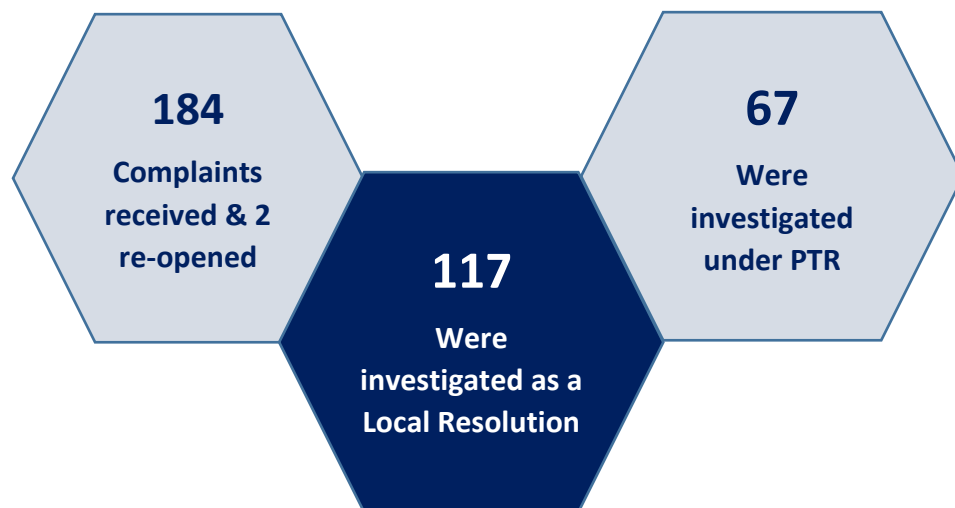 184
Complaints
received & 2
re-opened
117
Were
investigated as a
Local Resolution
67
Were
investigated
under PTR